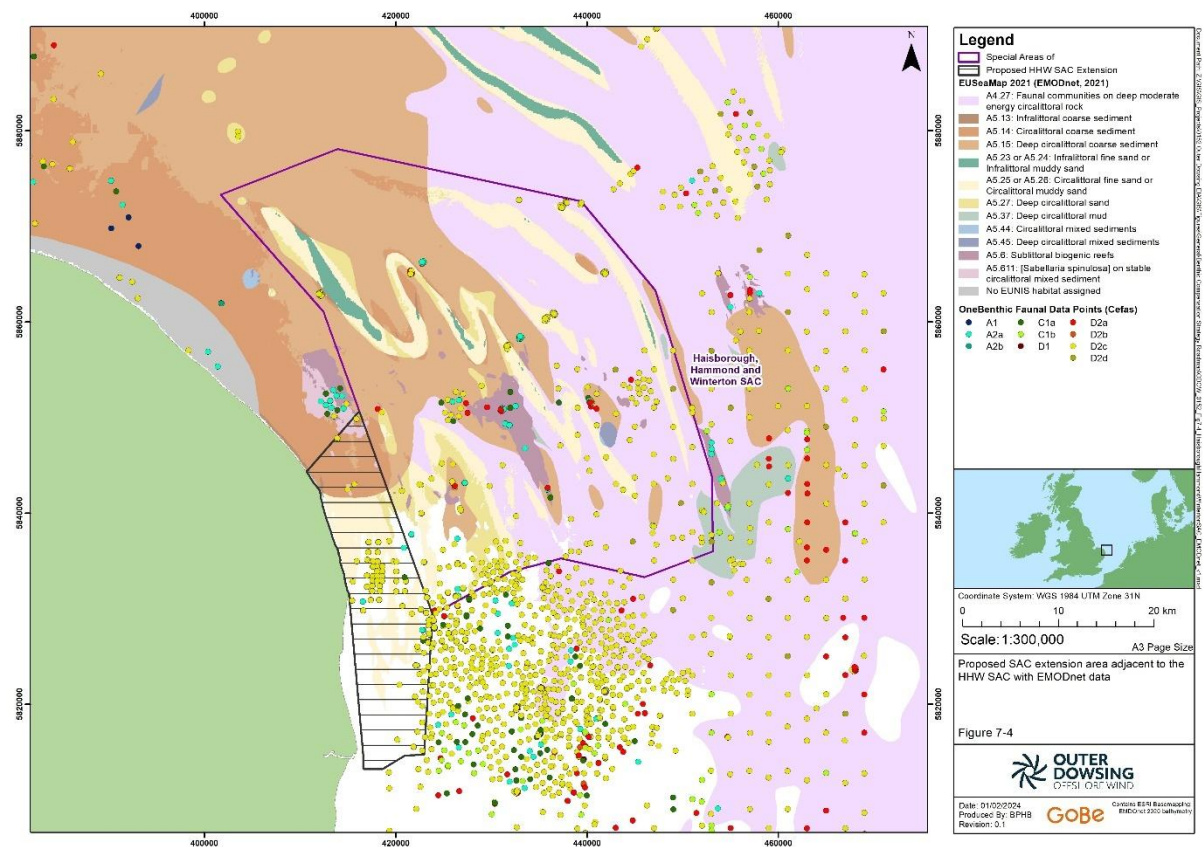 400000 420000 440000 460000
5880000
5860000
5840000
5820000
N
Haisborough,
Hammond and
Winterton SAC
5880000
5860000
5840000
5820000
400000 420000 440000 460000
Legend
Special Areas of
Proposed HHW SAC Extension
EUSeaMap 2021 (EMODnet, 2021)
A4.27: Faunal communities on deep moderate
energy circalittoral rock
A5.13: Infralittoral coarse sediment
A5.14: Circalittoral coarse sediment
A5.15: Deep circalittoral coarse sediment
A5.23 or A5.24: Infralittoral fine sand or
Infralittoral muddy sand
A5.25 or A5.26: Circalittoral fine sand or
Circalittoral muddy sand
A5.27: Deep circalittoral sand
A5.37: Deep circalittoral mud
A5.44: Circalittoral mixed sediments
A5.45: Deep circalittoral mixed sediments
A5.6: Sublittoral biogenic reefs
A5.611: [Sabellaria spinulosa] on stable
circalittoral mixed sediment
No EUNIS habitat assigned
OneBenthic Faunal Data Points (Cefas)
A1 C1a D2a
A2a C1b D2b
A2b D1 D2c
D2d
Coordinate System: WGS 1984 UTM Zone 31N
0 10 20 km
Scale: 1:300,000
A3 Page Size
Proposed SAC extension area adjacent to the
HHW SAC with EMODnet data
Figure 7-4
OUTER
DOWSING
OFFSHORE WIND
Date: 01/02/2024
Produced By: BPHB
Revision: 0.1
GoBe
Contains ESRI Basemapping